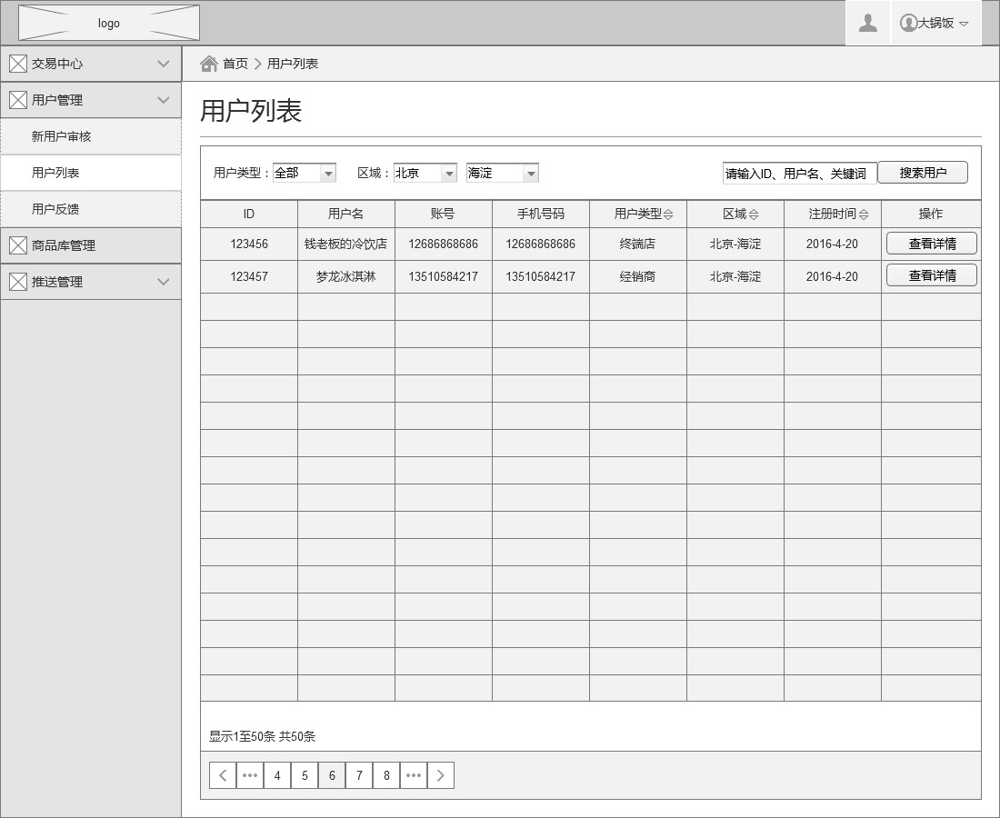 logo
大锅饭
交易中心
用户管理
新用户审核
用户列表
用户反馈
商品库管理
推送管理
首页 用户列表
用户列表
用户类型：全部 区域：北京 海淀 请输入ID、用户名、关键词 搜索用户
ID 用户名 账号 手机号码 用户类型 区域 注册时间 操作
123456 钱老板的冷饮店 12686868686 12686868686 终端店 北京-海淀 2016-4-20 查看详情
123457 梦龙冰淇淋 13510584217 13510584217 经销商 北京-海淀 2016-4-20 查看详情
显示1至50条 共50条
4 5 6 7 8